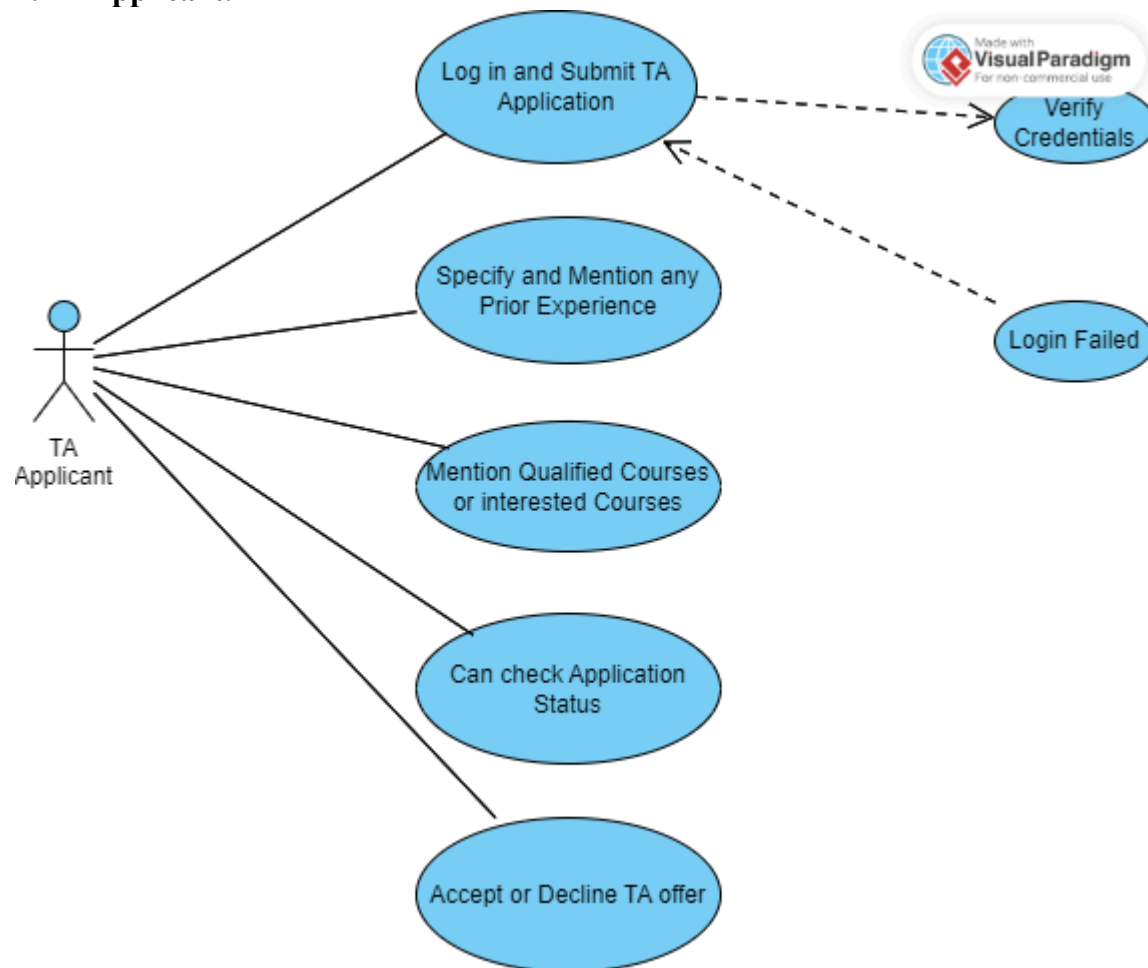 Made with
Visual Paradigm
For non-commercial use
Log in and Submit TA
Application
Verify
Credentials
Specify and Mention any
Prior Experience
Login Failed
TA
Applicant
Mention Qualified Courses
or interested Courses
Can check Application
Status
Accept or Decline TA offer